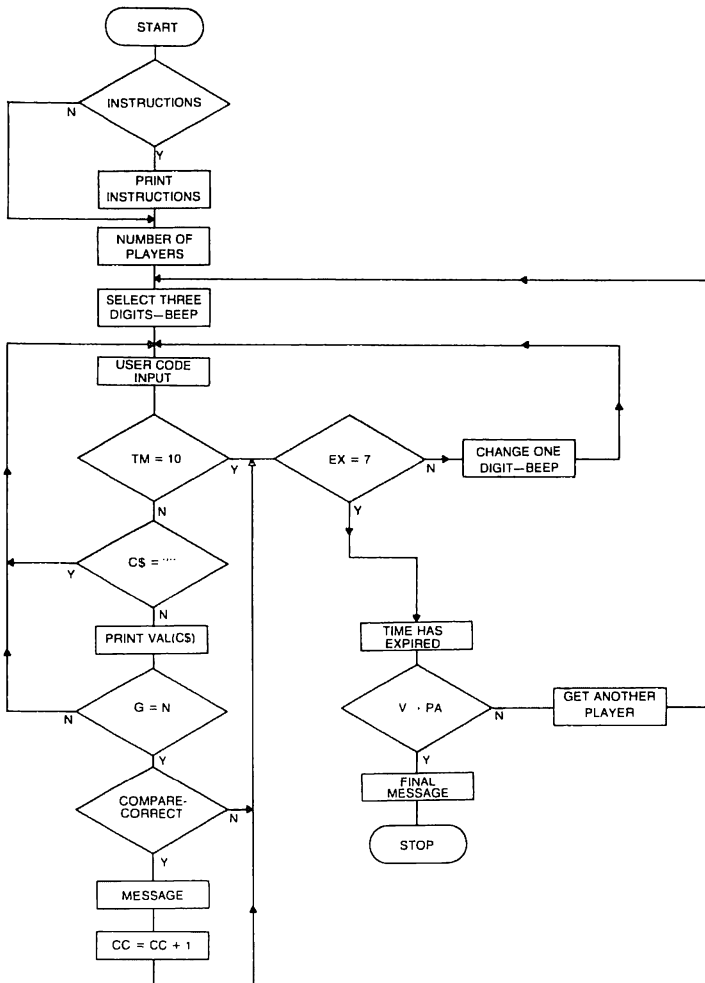 START
INSTRUCTIONS
N
Y
PRINT
INSTRUCTIONS
NUMBER OF
PLAYERS
SELECT THREE
DIGITS—BEEP
USER CODE
INPUT
TM = 10
Y
N
EX = 7
N
Y
CHANGE ONE
DIGIT—BEEP
C$ = ""
Y
N
PRINT VAL(C$)
TIME HAS
EXPIRED
G = N
N
Y
V PA
N
Y
GET ANOTHER
PLAYER
COMPARE-
CORRECT
N
Y
FINAL
MESSAGE
STOP
MESSAGE
CC = CC + 1